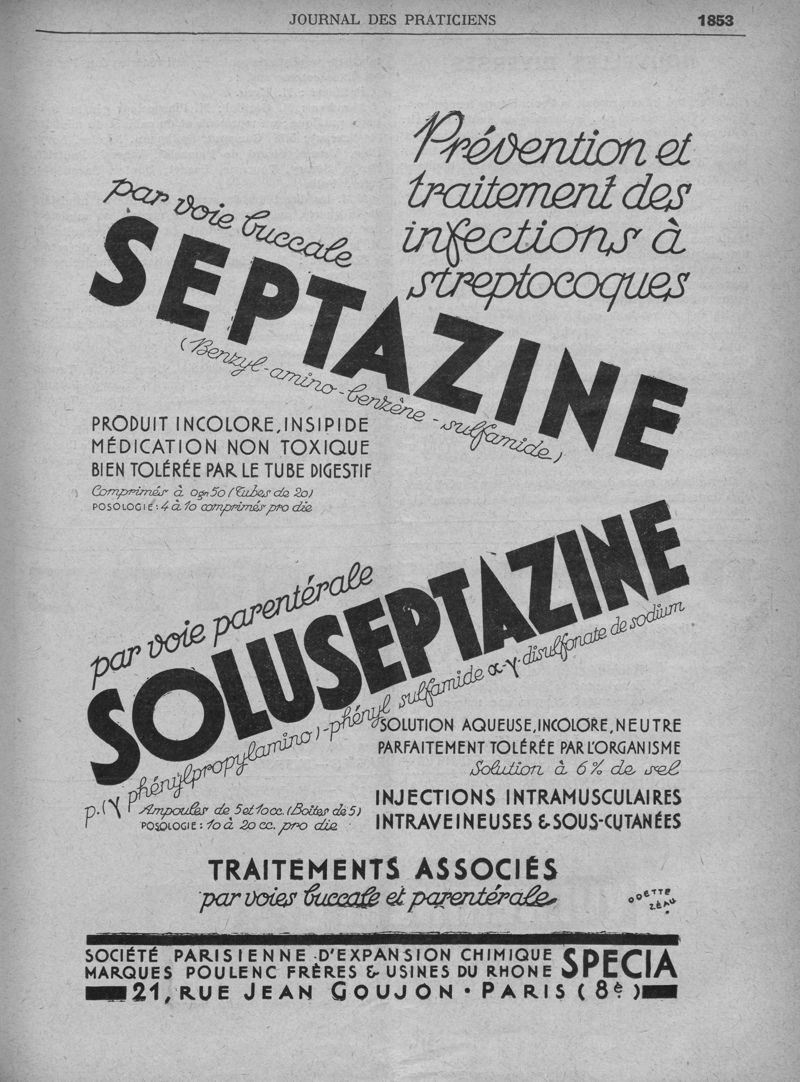 JOURNAL DES PRATICIENS
1853
Prévention et
traitement des
infections à
streptocoques
par voie buccale
SEPTAZINE
(Benzyl-amino-benzène-sulfamide)
PRODUIT INCOLORE, INSIPIDE
MÉDICATION NON TOXIQUE
BIEN TOLÉRÉE PAR LE TUBE DIGESTIF
Comprimés à 0gr50 (Tubes de 20)
POSOLOGIE : 4 à 10 comprimés pro die
par voie parentérale
SOLUSEPTAZINE
p.(γ phénylpropylamino)-phényl sulfamide α-γ-disulfonate de sodium
SOLUTION AQUEUSE, INCOLORE, NEUTRE
PARFAITEMENT TOLÉRÉE PAR L'ORGANISME
Solution à 6% de sel
Ampoules de 5 et 10 cc. (Boîtes de 5)
POSOLOGIE : 10 à 20 cc. pro die
INJECTIONS INTRAMUSCULAIRES
INTRAVEINEUSES & SOUS-CUTANÉES
TRAITEMENTS ASSOCIÉS
par voies buccale et parentérale
ODETTE
ZÉAU
SOCIÉTÉ PARISIENNE D'EXPANSION CHIMIQUE
MARQUES POULENC FRÈRES & USINES DU RHONE
SPECIA
21, RUE JEAN GOUJON · PARIS (8è)